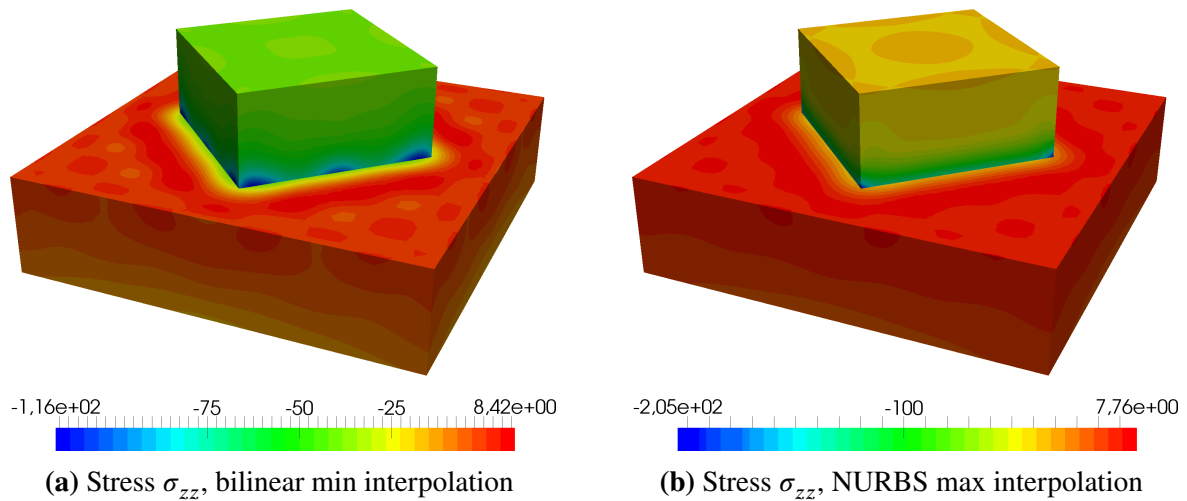 -1,16e+02 -75 -50 -25 8,42e+00
-2,05e+02 -100 7,76e+00
(a) Stress σzz, bilinear min interpolation
(b) Stress σzz, NURBS max interpolation